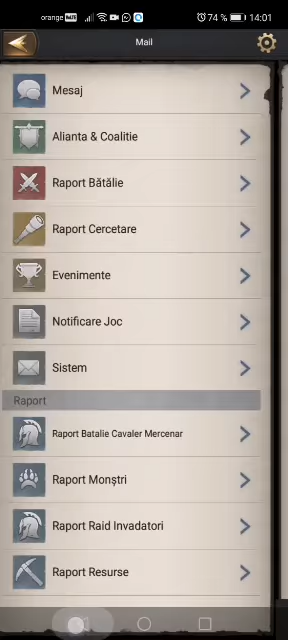 orange 74 % 14:01
Mail
Mesaj
Alianta & Coalitie
Raport Bătălie
Raport Cercetare
Evenimente
Notificare Joc
Sistem
Raport
Raport Batalie Cavaler Mercenar
Raport Monștri
Raport Raid Invadatori
Raport Resurse